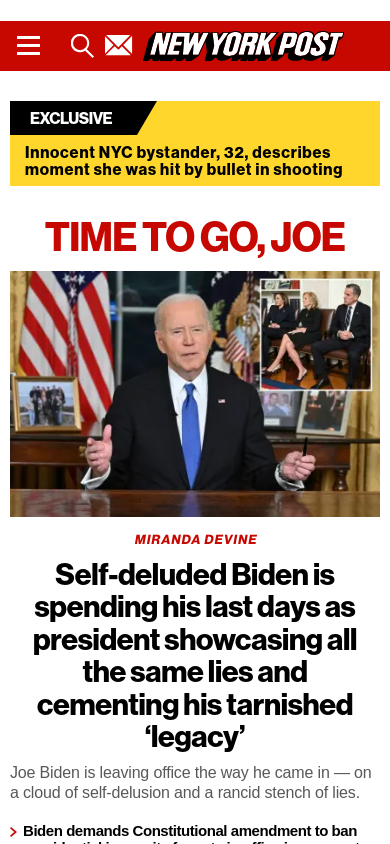 NEW YORK POST
EXCLUSIVE
Innocent NYC bystander, 32, describes
moment she was hit by bullet in shooting
TIME TO GO, JOE
MIRANDA DEVINE
Self-deluded Biden is
spending his last days as
president showcasing all
the same lies and
cementing his tarnished
‘legacy’
Joe Biden is leaving office the way he came in — on
a cloud of self-delusion and a rancid stench of lies.
Biden demands Constitutional amendment to ban